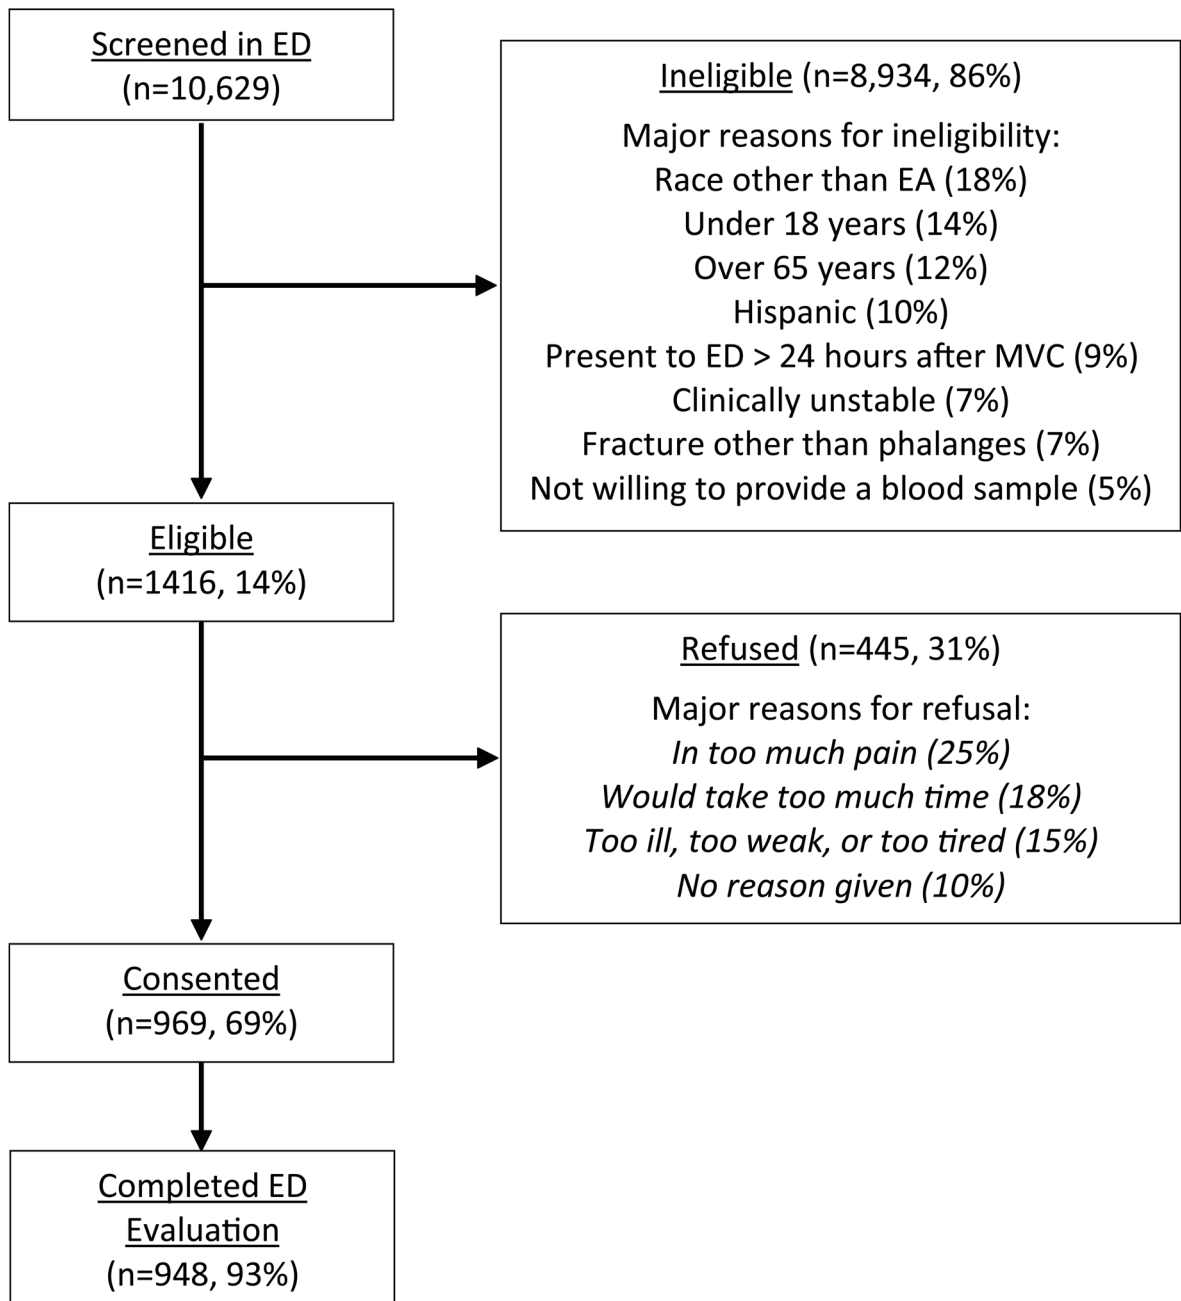 Screened in ED
(n=10,629)
Ineligible (n=8,934, 86%)
Major reasons for ineligibility:
Race other than EA (18%)
Under 18 years (14%)
Over 65 years (12%)
Hispanic (10%)
Present to ED > 24 hours after MVC (9%)
Clinically unstable (7%)
Fracture other than phalanges (7%)
Not willing to provide a blood sample (5%)
Eligible
(n=1416, 14%)
Refused (n=445, 31%)
Major reasons for refusal:
In too much pain (25%)
Would take too much time (18%)
Too ill, too weak, or too tired (15%)
No reason given (10%)
Consented
(n=969, 69%)
Completed ED
Evaluation
(n=948, 93%)